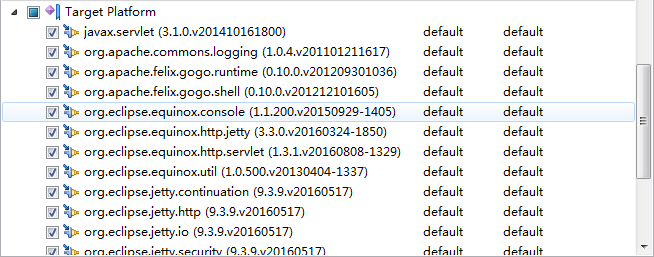 Target Platform
javax.servlet (3.1.0.v201410161800) default default
org.apache.commons.logging (1.0.4.v201101211617) default default
org.apache.felix.gogo.runtime (0.10.0.v201209301036) default default
org.apache.felix.gogo.shell (0.10.0.v201212101605) default default
org.eclipse.equinox.console (1.1.200.v20150929-1405) default default
org.eclipse.equinox.http.jetty (3.3.0.v20160324-1850) default default
org.eclipse.equinox.http.servlet (1.3.1.v20160808-1329) default default
org.eclipse.equinox.util (1.0.500.v20130404-1337) default default
org.eclipse.jetty.continuation (9.3.9.v20160517) default default
org.eclipse.jetty.http (9.3.9.v20160517) default default
org.eclipse.jetty.io (9.3.9.v20160517) default default
org.eclipse.jetty.security (9.3.9.v20160517) default default